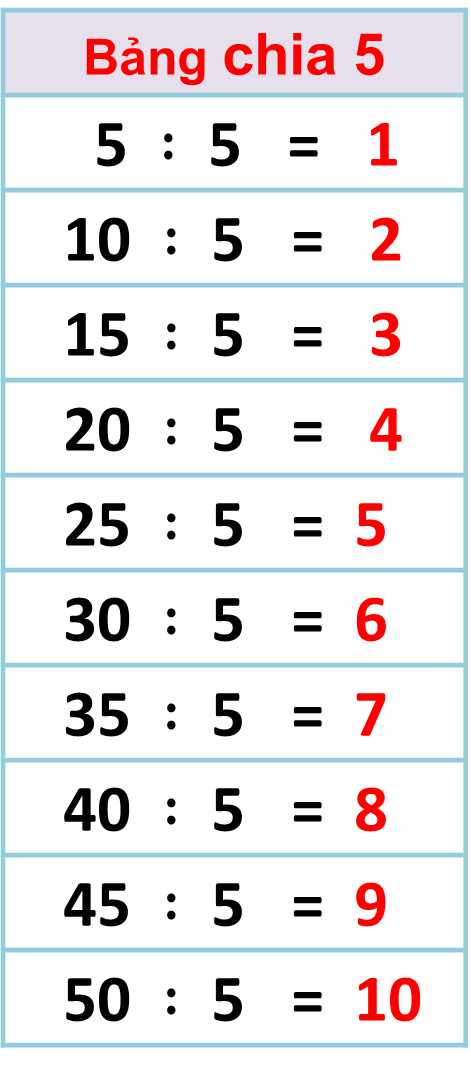 Bảng chia 5
5 : 5 = 1
10 : 5 = 2
15 : 5 = 3
20 : 5 = 4
25 : 5 = 5
30 : 5 = 6
35 : 5 = 7
40 : 5 = 8
45 : 5 = 9
50 : 5 = 10